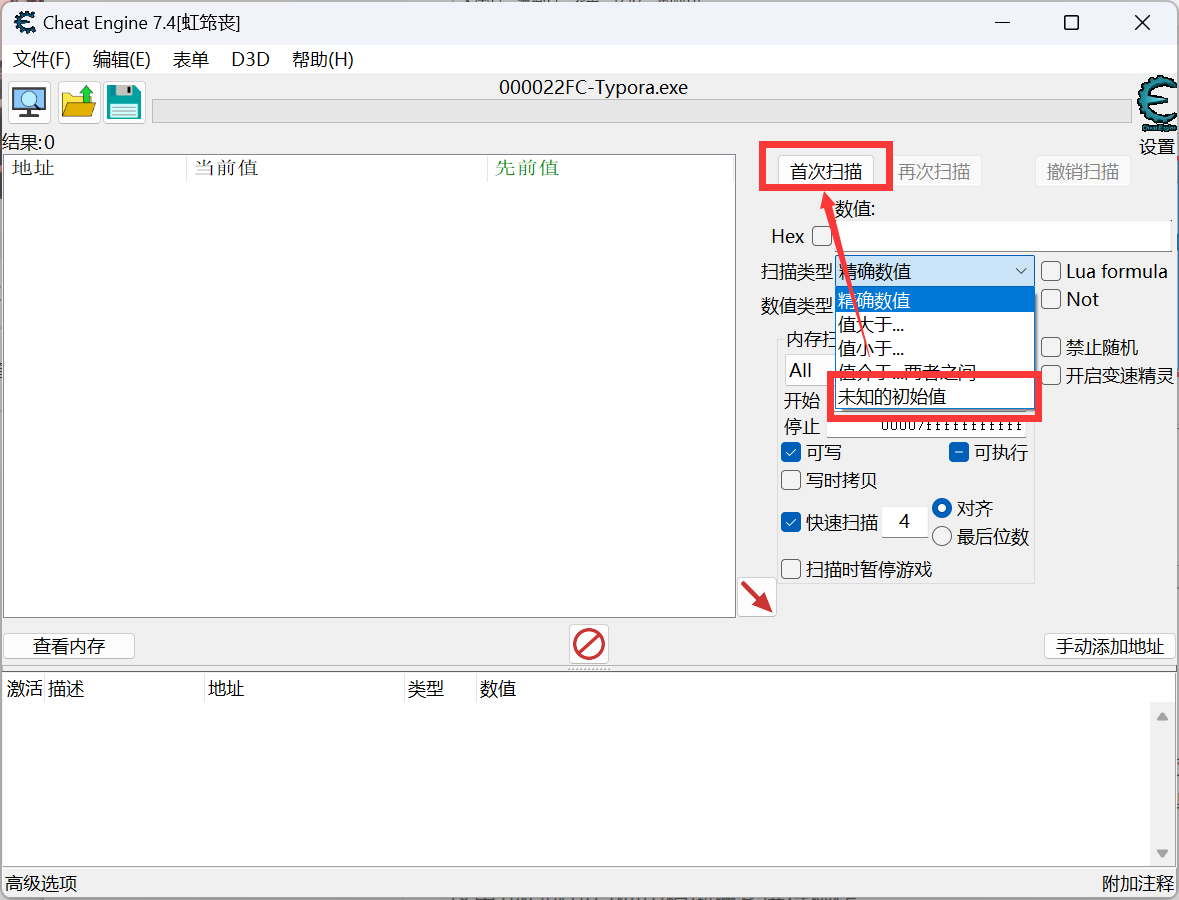 Cheat Engine 7.4[虹筂丧]
文件(F) 编辑(E) 表单 D3D 帮助(H)
000022FC-Typora.exe
结果:0
设置
地址 当前值 先前值
首次扫描 再次扫描 撤销扫描
数值:
Hex
扫描类型 精确数值 Lua formula
数值类型 精确数值 Not
值大于...
内存扫 值小于... 禁止随机
All 值介于...两者之间 开启变速精灵
开始 未知的初始值
停止 00007fffffffffff
可写 可执行
写时拷贝
快速扫描 4 对齐
最后位数
扫描时暂停游戏
查看内存 手动添加地址
激活 描述 地址 类型 数值
高级选项 附加注释